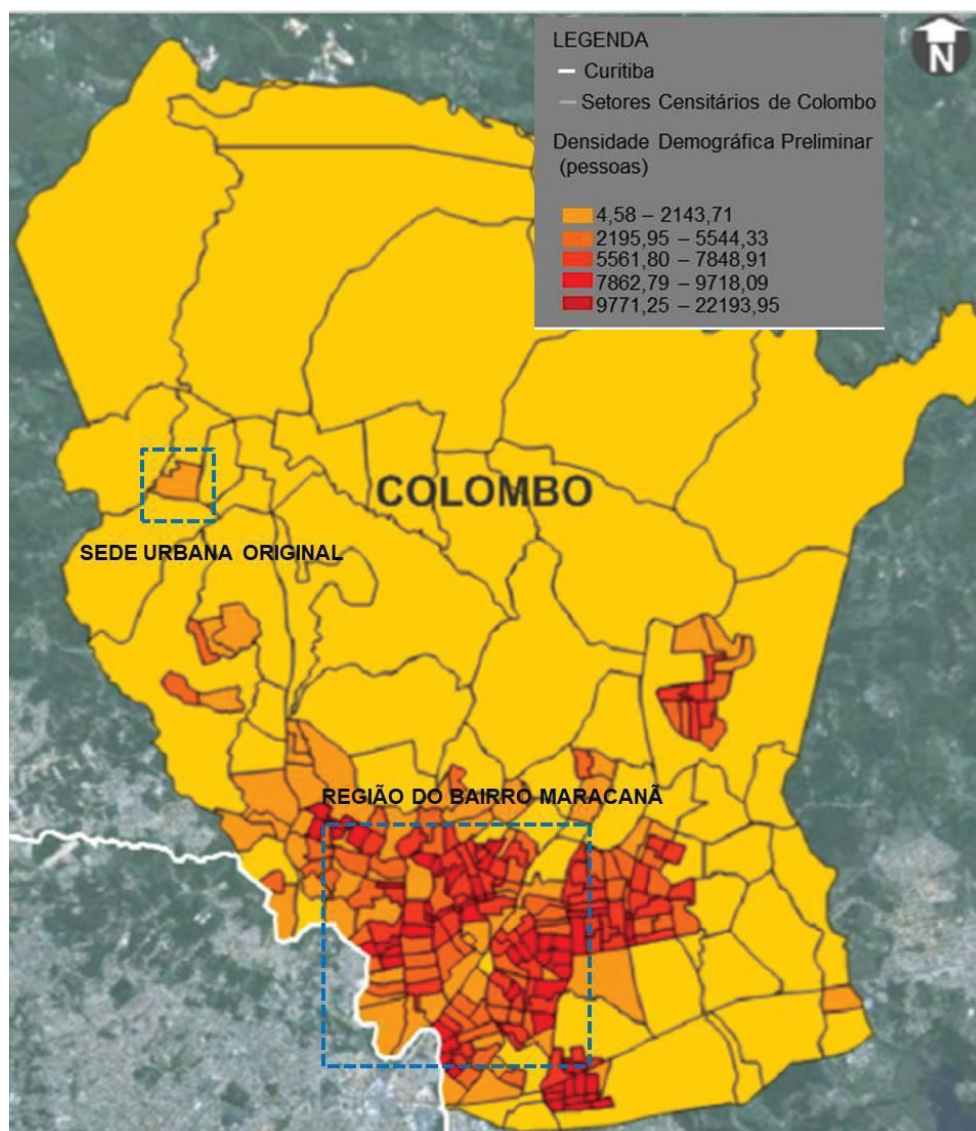 LEGENDA
N
Curitiba
Setores Censitários de Colombo
Densidade Demográfica Preliminar
(pessoas)
4,58 – 2143,71
2195,95 – 5544,33
5561,80 – 7848,91
7862,79 – 9718,09
9771,25 – 22193,95
COLOMBO
SEDE URBANA ORIGINAL
REGIÃO DO BAIRRO MARACANÃ